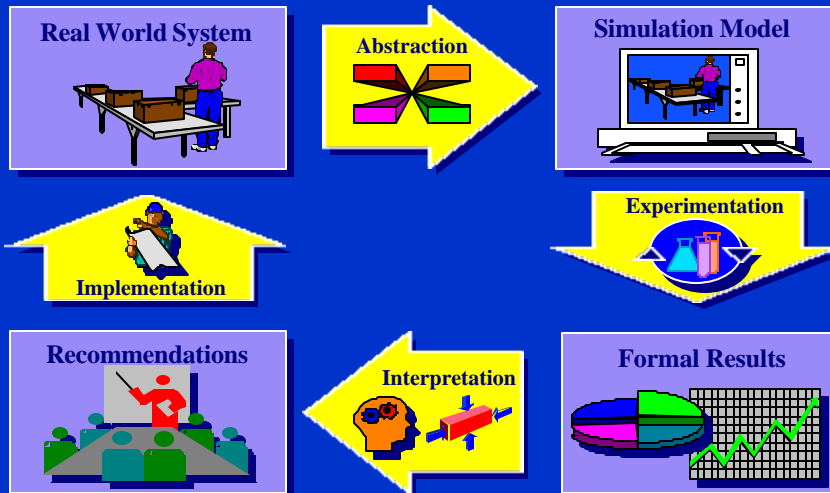 Real World System
Abstraction
Simulation Model
Experimentation
Implementation
Recommendations
Interpretation
Formal Results